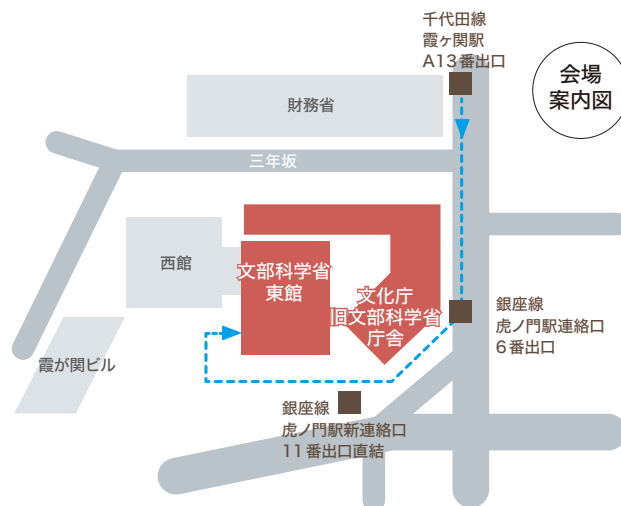 千代田線
霞ヶ関駅
A13番出口
会場
案内図
財務省
三年坂
西館
文部科学省
東館
文化庁
旧文部科学省
庁舎
銀座線
虎ノ門駅連絡口
6番出口
霞が関ビル
銀座線
虎ノ門駅新連絡口
11番出口直結